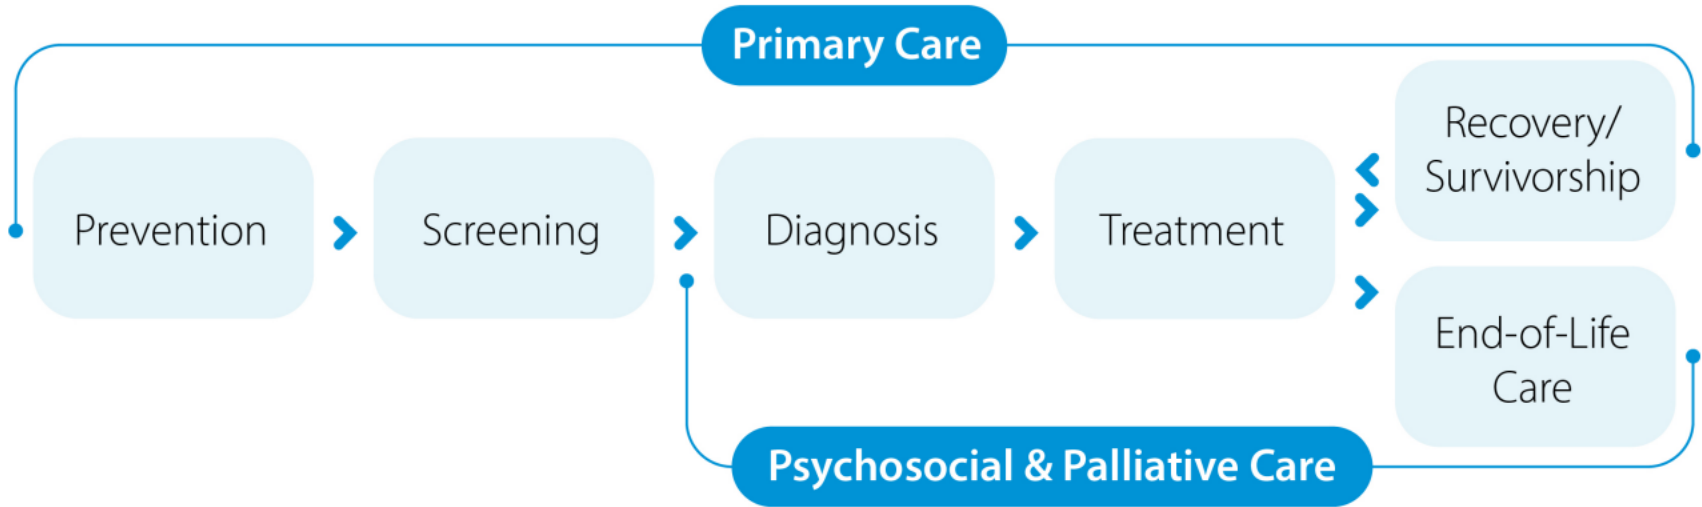 Primary Care
Prevention
Screening
Diagnosis
Treatment
Recovery/
Survivorship
End-of-Life
Care
Psychosocial & Palliative Care